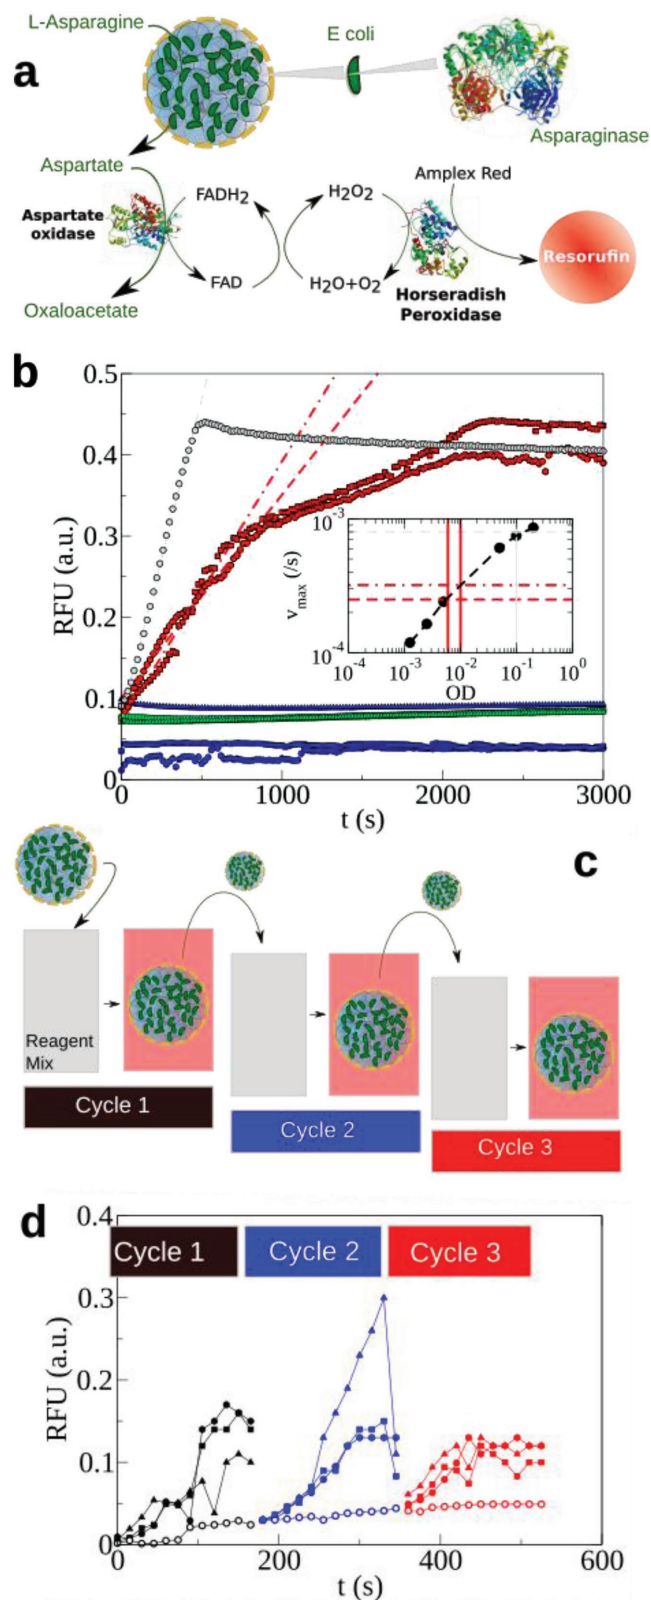 L-Asparagine
E coli
a
Asparaginase
Aspartate
Amplex Red
FADH2
H2O2
Aspartate
oxidase
Resorufin
FAD
H2O+O2
Oxaloacetate
Horseradish
Peroxidase
b
0.5
0.4
0.3
0.2
0.1
0
RFU (a.u.)
10-3
10-4
vmax (/s)
10-4 10-3 10-2 10-1 100
OD
0 1000 2000 3000
t (s)
c
Reagent
Mix
Cycle 1
Cycle 2
Cycle 3
d
0.4
Cycle 1 Cycle 2 Cycle 3
0.3
0.2
0.1
0
RFU (a.u.)
0 200 400 600
t (s)